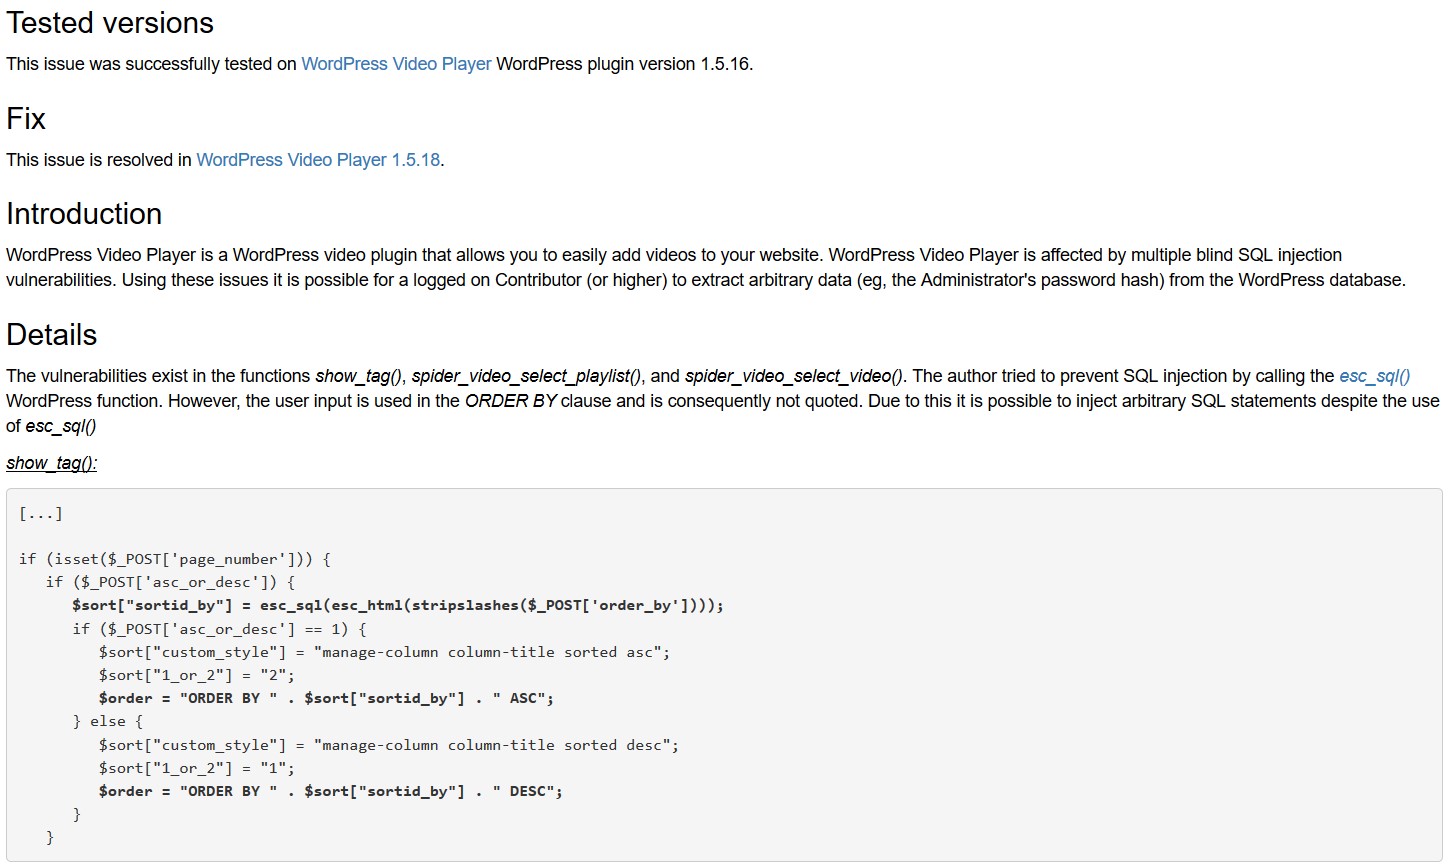 Tested versions
This issue was successfully tested on WordPress Video Player WordPress plugin version 1.5.16.
Fix
This issue is resolved in WordPress Video Player 1.5.18.
Introduction
WordPress Video Player is a WordPress video plugin that allows you to easily add videos to your website. WordPress Video Player is affected by multiple blind SQL injection
vulnerabilities. Using these issues it is possible for a logged on Contributor (or higher) to extract arbitrary data (eg, the Administrator's password hash) from the WordPress database.
Details
The vulnerabilities exist in the functions show_tag(), spider_video_select_playlist(), and spider_video_select_video(). The author tried to prevent SQL injection by calling the esc_sql()
WordPress function. However, the user input is used in the ORDER BY clause and is consequently not quoted. Due to this it is possible to inject arbitrary SQL statements despite the use
of esc_sql()
show_tag():
[...]
if (isset($_POST['page_number'])) {
   if ($_POST['asc_or_desc']) {
      $sort["sortid_by"] = esc_sql(esc_html(stripslashes($_POST['order_by'])));
      if ($_POST['asc_or_desc'] == 1) {
         $sort["custom_style"] = "manage-column column-title sorted asc";
         $sort["1_or_2"] = "2";
         $order = "ORDER BY " . $sort["sortid_by"] . " ASC";
      } else {
         $sort["custom_style"] = "manage-column column-title sorted desc";
         $sort["1_or_2"] = "1";
         $order = "ORDER BY " . $sort["sortid_by"] . " DESC";
      }
   }